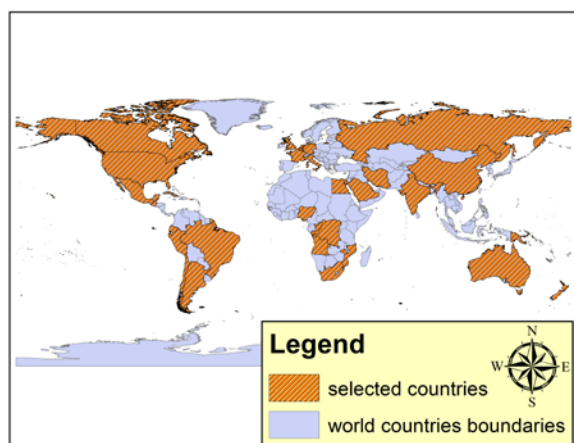 Legend
N
W E
S
selected countries
world countries boundaries